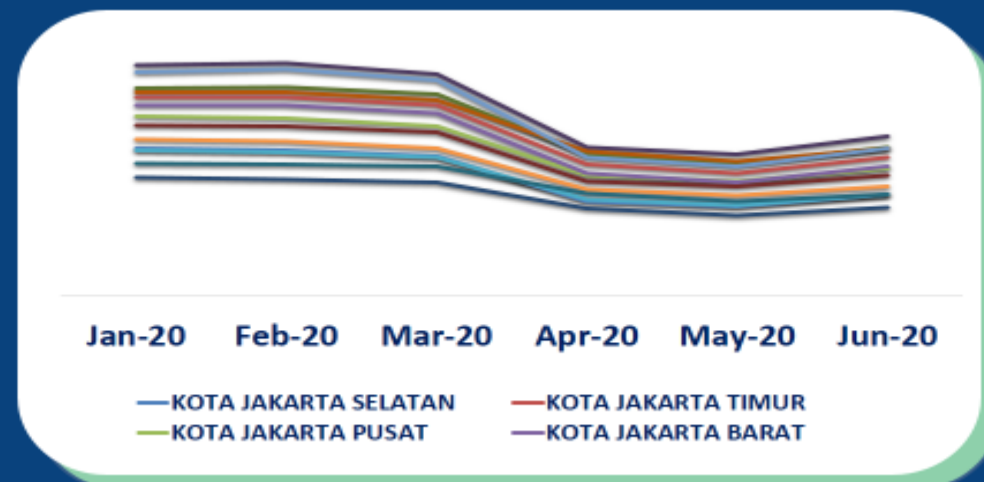 Jan-20 Feb-20 Mar-20 Apr-20 May-20 Jun-20
KOTA JAKARTA SELATAN KOTA JAKARTA TIMUR
KOTA JAKARTA PUSAT KOTA JAKARTA BARAT